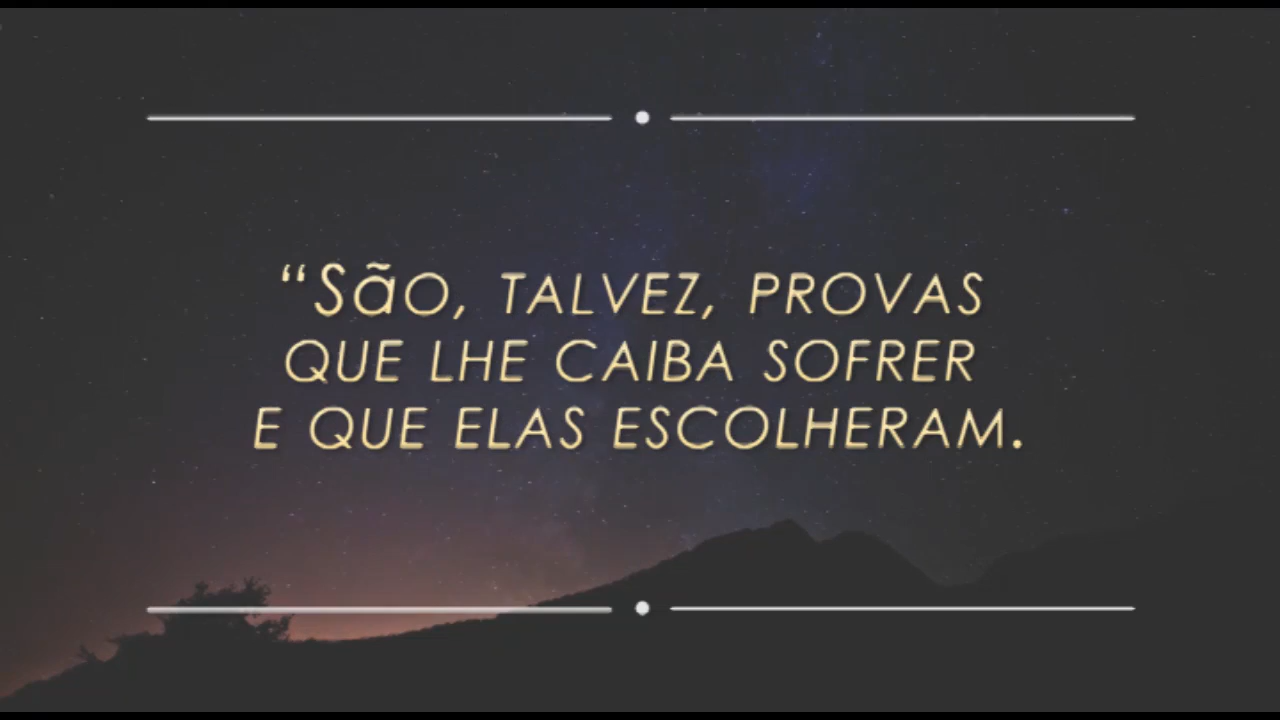 “São, TALVEZ, PROVAS
QUE LHE CAIBA SOFRER
E QUE ELAS ESCOLHERAM.